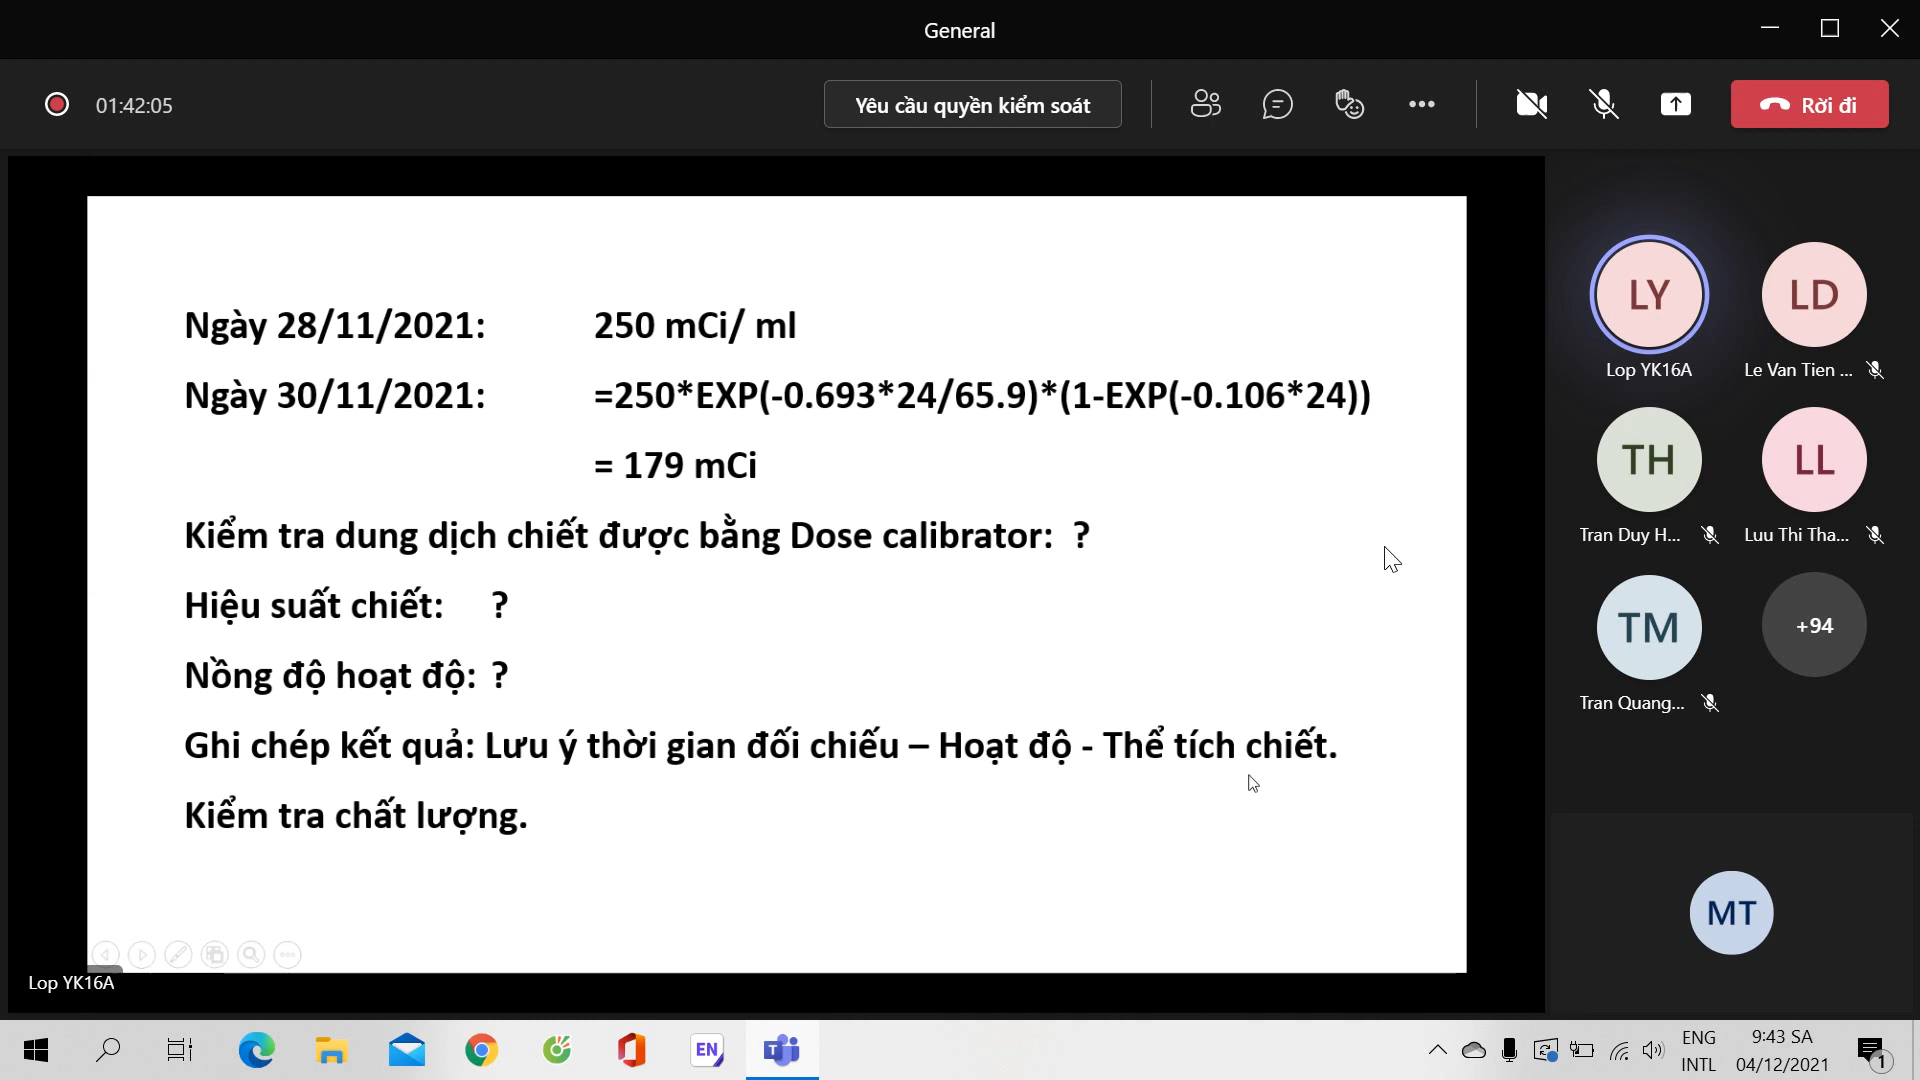 General
01:42:05
Yêu cầu quyền kiểm soát
Rời đi
Ngày 28/11/2021: 250 mCi/ ml
Ngày 30/11/2021: =250*EXP(-0.693*24/65.9)*(1-EXP(-0.106*24))
= 179 mCi
Kiểm tra dung dịch chiết được bằng Dose calibrator: ?
Hiệu suất chiết: ?
Nồng độ hoạt độ: ?
Ghi chép kết quả: Lưu ý thời gian đối chiếu – Hoạt độ - Thể tích chiết.
Kiểm tra chất lượng.
Lop YK16A
LY
LD
Lop YK16A
Le Van Tien ...
TH
LL
Tran Duy H...
Luu Thi Tha...
TM
+94
Tran Quang...
MT
EN
T
ENG
INTL
9:43 SA
04/12/2021
1